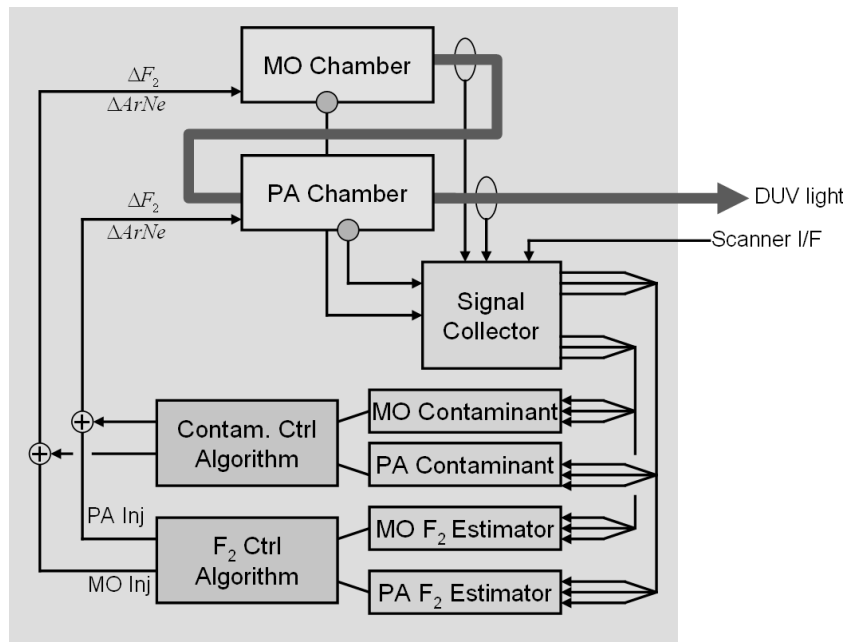 MO Chamber
ΔF₂
ΔArNe
PA Chamber
ΔF₂
ΔArNe
DUV light
Scanner I/F
Signal
Collector
MO Contaminant
Contam. Ctrl
Algorithm
PA Contaminant
PA Inj
MO F₂ Estimator
F₂ Ctrl
Algorithm
MO Inj
PA F₂ Estimator